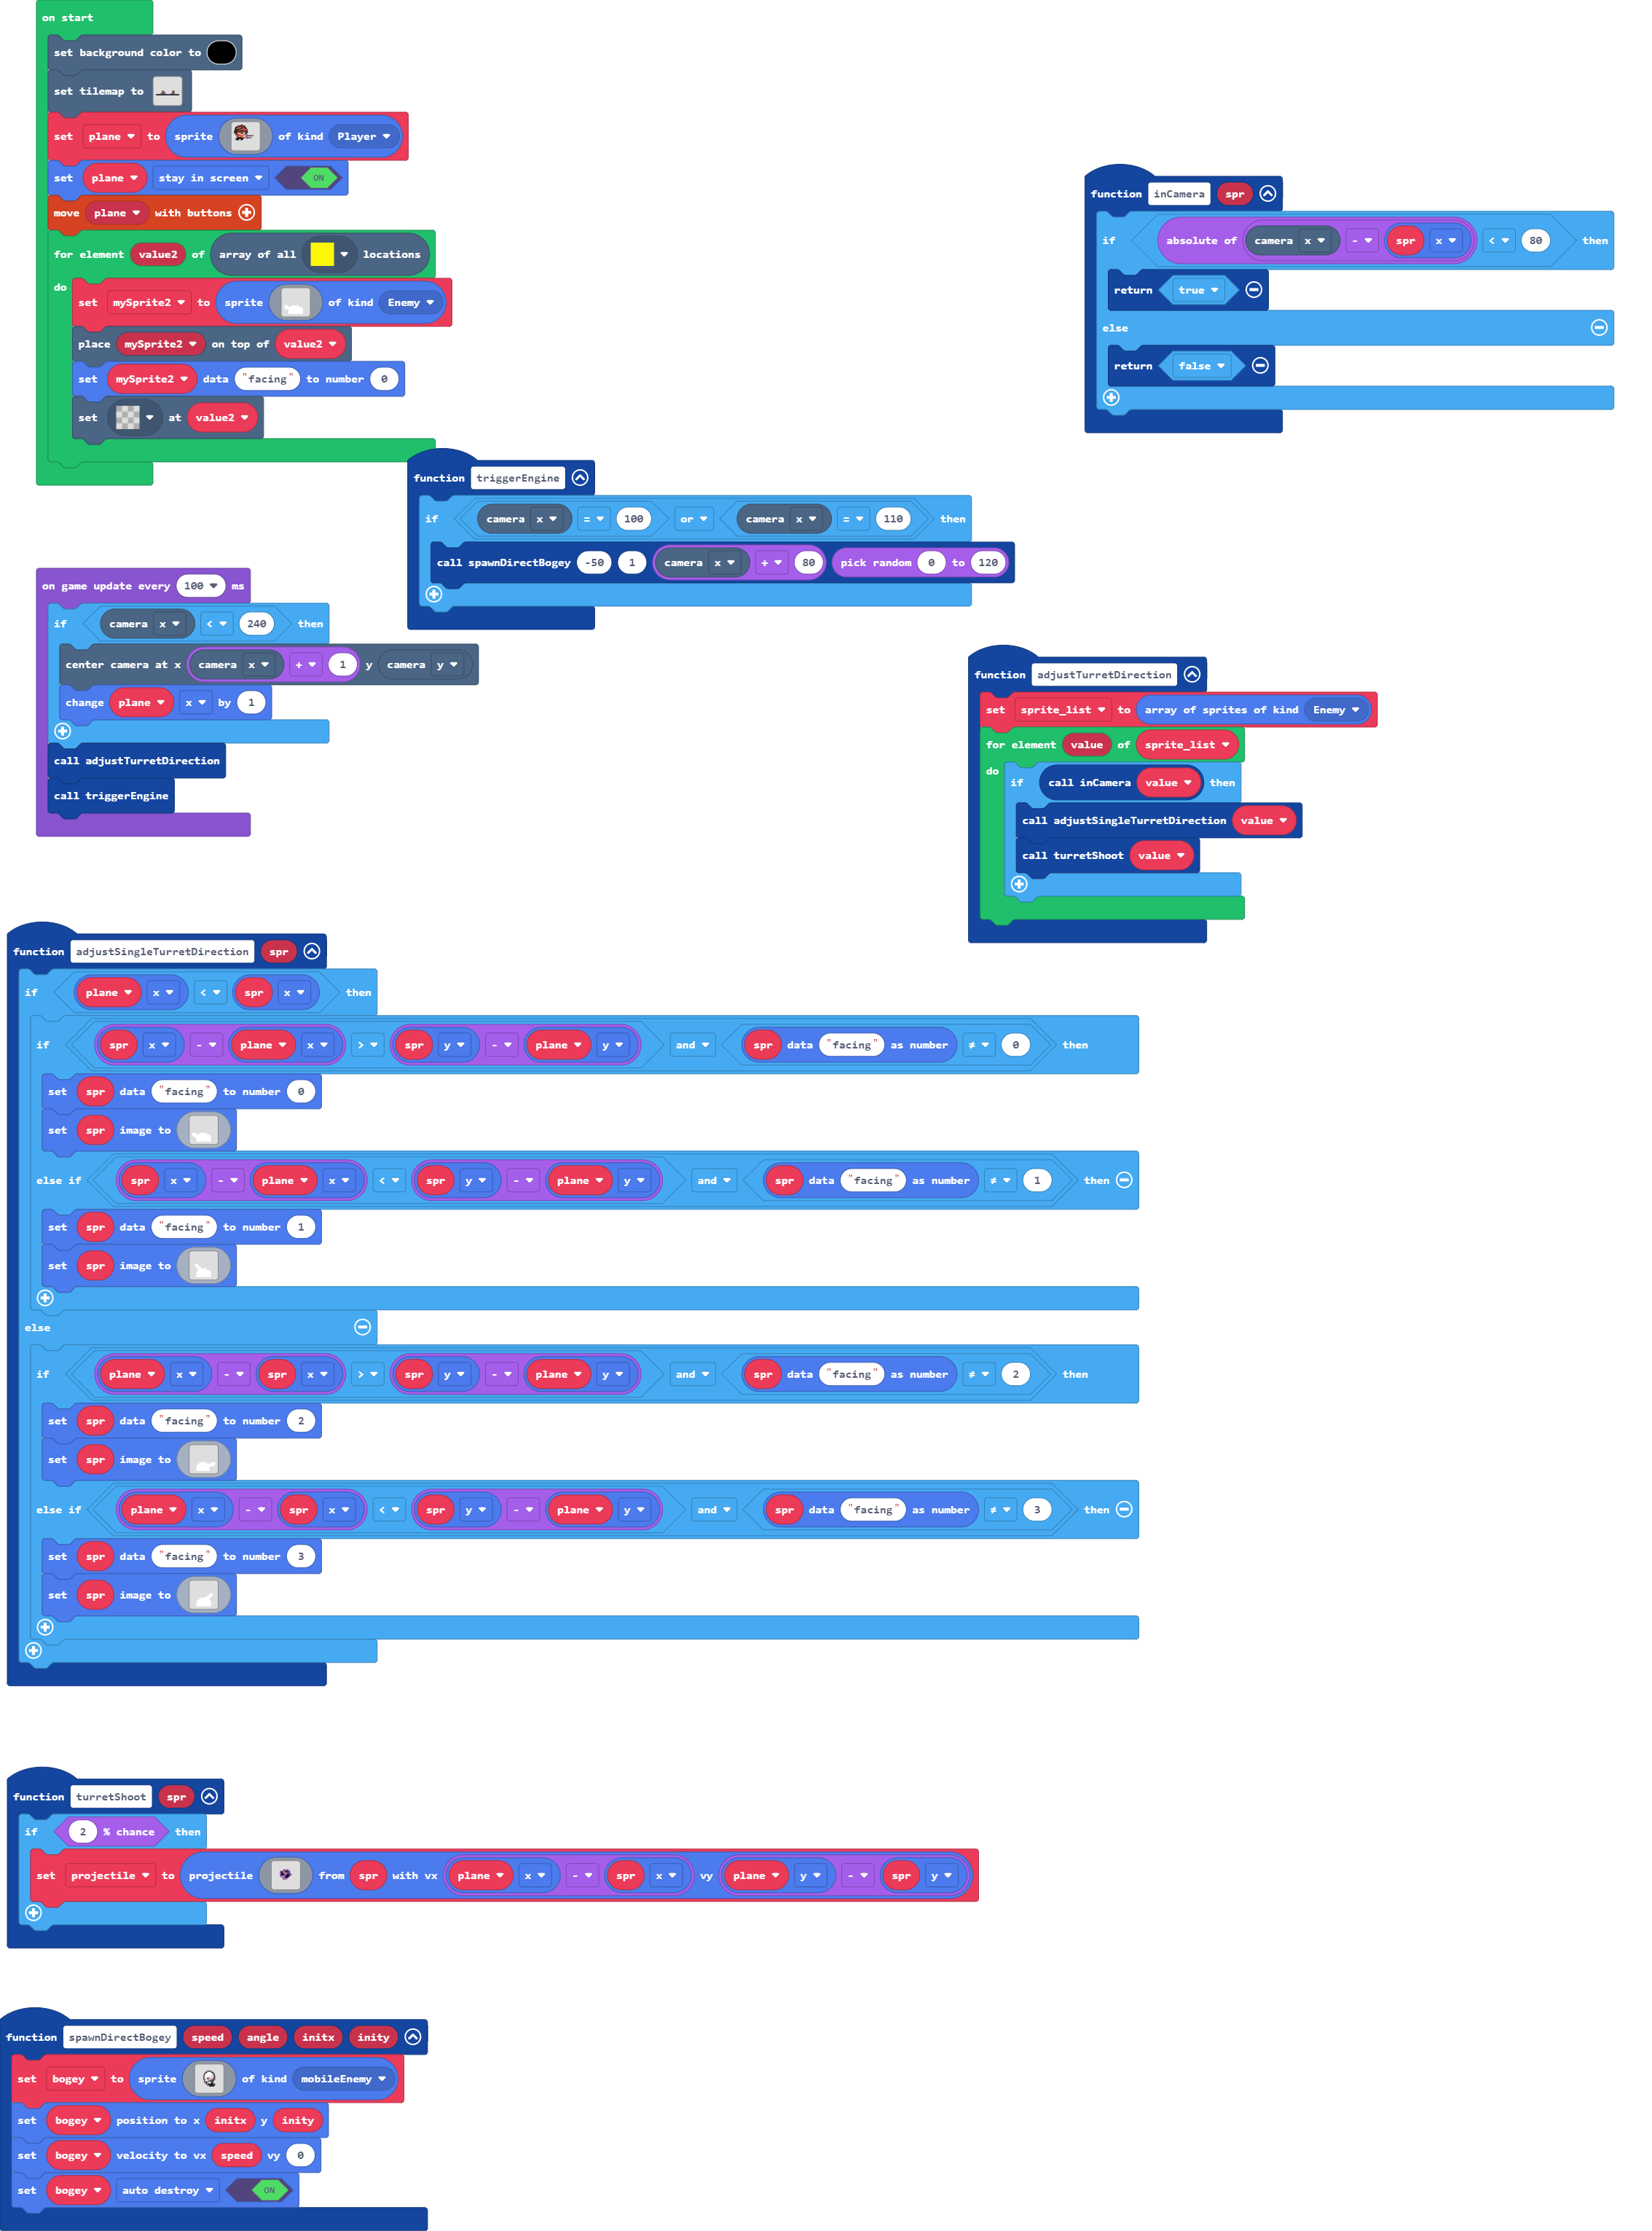 on start
set background color to
set tilemap to
set plane to sprite of kind Player
set plane stay in screen ON
move plane with buttons
for element value2 of array of all locations
do
set mySprite2 to sprite of kind Enemy
place mySprite2 on top of value2
set mySprite2 data "facing" to number 0
set at value2
function inCamera spr
if absolute of camera x - spr x < 80 then
return true
else
return false
function triggerEngine
if camera x = 100 or camera x = 110 then
call spawnDirectBogey -50 1 camera x + 80 pick random 0 to 120
on game update every 100 ms
if camera x < 240 then
center camera at x camera x + 1 y camera y
change plane x by 1
call adjustTurretDirection
call triggerEngine
function adjustTurretDirection
set sprite_list to array of sprites of kind Enemy
for element value of sprite_list
do
if call inCamera value then
call adjustSingleTurretDirection value
call turretShoot value
function adjustSingleTurretDirection spr
if plane x < spr x then
if spr x - plane x > spr y - plane y and spr data "facing" as number ≠ 0 then
set spr data "facing" to number 0
set spr image to
else if spr x - plane x < spr y - plane y and spr data "facing" as number ≠ 1 then
set spr data "facing" to number 1
set spr image to
else
if plane x - spr x > spr y - plane y and spr data "facing" as number ≠ 2 then
set spr data "facing" to number 2
set spr image to
else if plane x - spr x < spr y - plane y and spr data "facing" as number ≠ 3 then
set spr data "facing" to number 3
set spr image to
function turretShoot spr
if 2 % chance then
set projectile to projectile from spr with vx plane x - spr x vy plane y - spr y
function spawnDirectBogey speed angle initx inity
set bogey to sprite of kind mobileEnemy
set bogey position to x initx y inity
set bogey velocity to vx speed vy 0
set bogey auto destroy ON